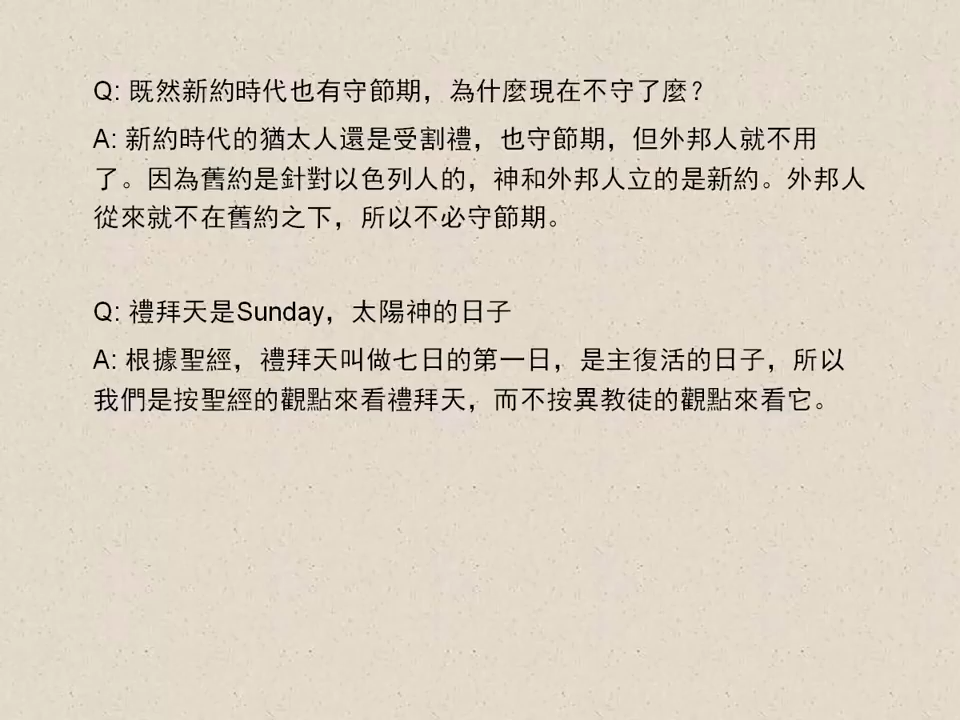 Q: 既然新約時代也有守節期，為什麼現在不守了麼？
A: 新約時代的猶太人還是受割禮，也守節期，但外邦人就不用
了。因為舊約是針對以色列人的，神和外邦人立的是新約。外邦人
從來就不在舊約之下，所以不必守節期。
Q: 禮拜天是Sunday，太陽神的日子
A: 根據聖經，禮拜天叫做七日的第一日，是主復活的日子，所以
我們是按聖經的觀點來看禮拜天，而不按異教徒的觀點來看它。